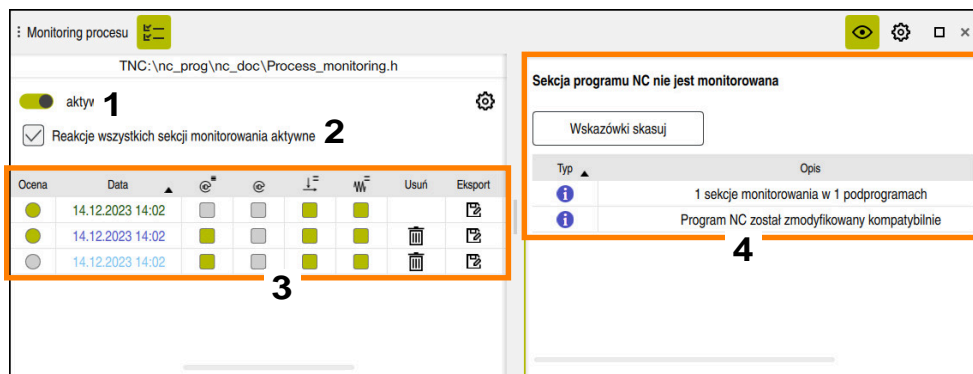 Monitoring procesu
TNC:\nc_prog\nc_doc\Process_monitoring.h
aktyw
1
Reakcje wszystkich sekcji monitorowania aktywne
2
Ocena Data Usuń Eksport
14.12.2023 14:02
14.12.2023 14:02
14.12.2023 14:02
3
Sekcja programu NC nie jest monitorowana
Wskazówki skasuj
Typ Opis
1 sekcje monitorowania w 1 podprogramach
Program NC został zmodyfikowany kompatybilnie
4